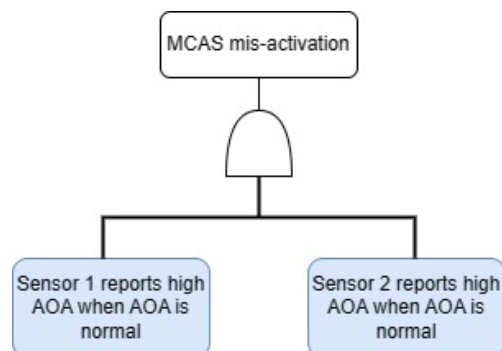 MCAS mis-activation
Sensor 1 reports high
AOA when AOA is
normal
Sensor 2 reports high
AOA when AOA is
normal